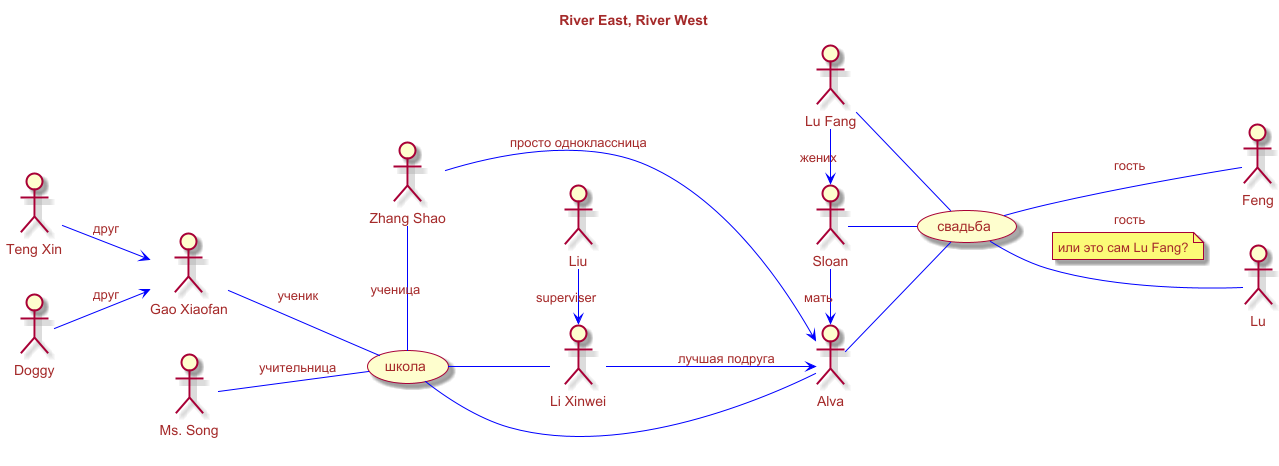 River East, River West
Lu Fang
жених
Zhang Shao
просто одноклассница
Feng
гость
Teng Xin
друг
Gao Xiaofan
Liu
Sloan
свадьба
гость
или это сам Lu Fang?
Doggy
друг
ученик
ученица
superviser
мать
Lu
Ms. Song
учительница
школа
Li Xinwei
лучшая подруга
Alva